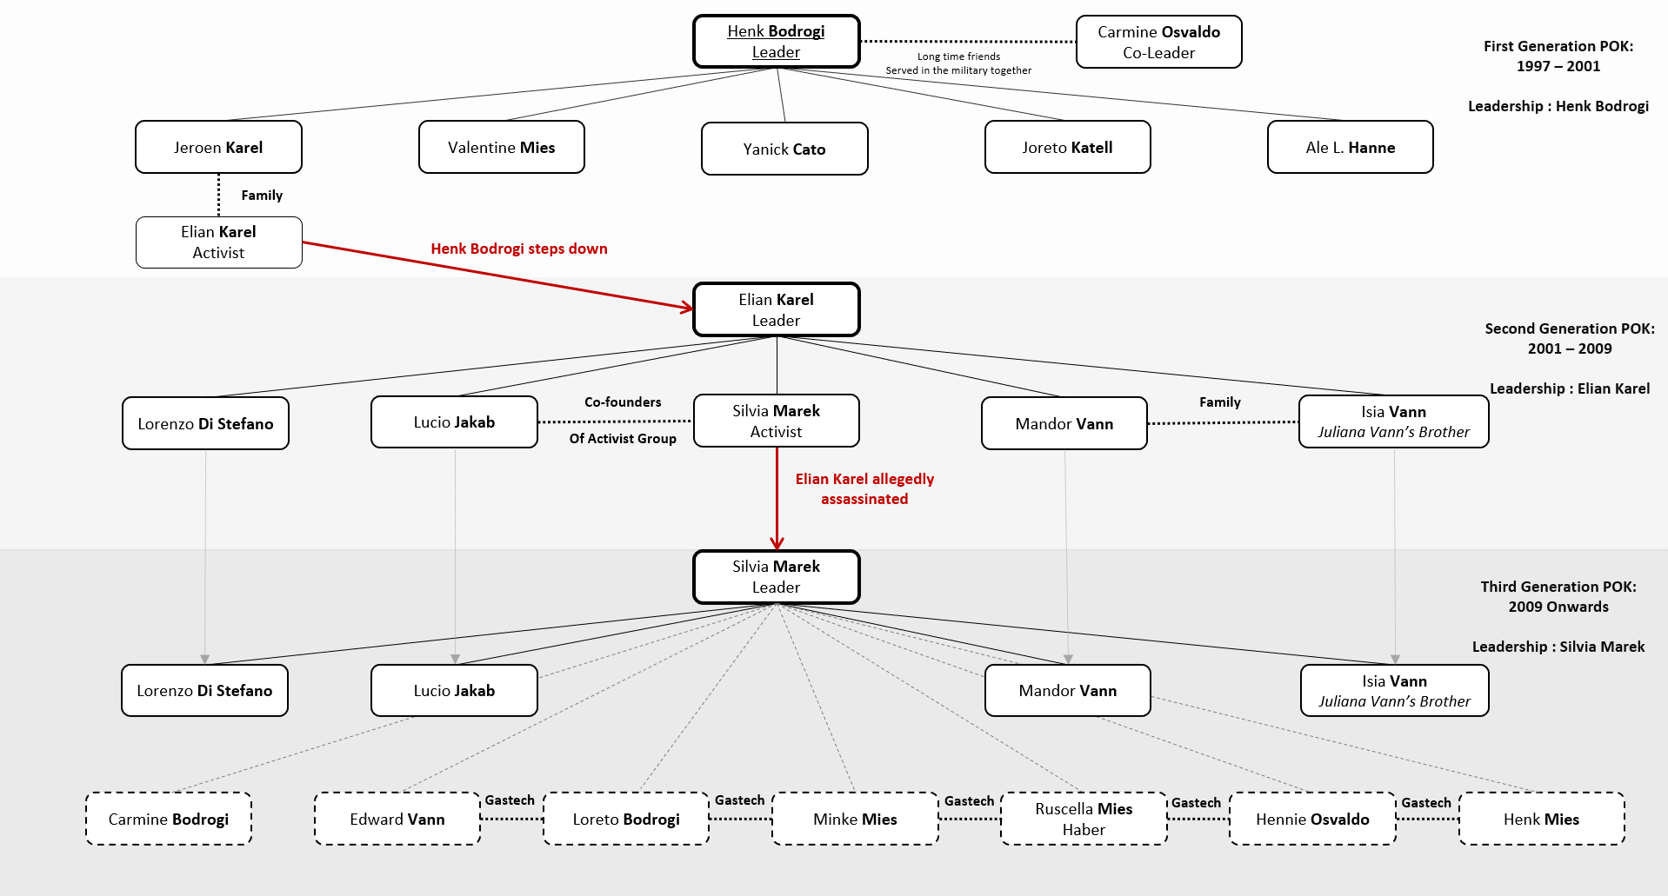 Henk Bodrogi
Leader
Carmine Osvaldo
Co-Leader
Long time friends
Served in the military together
First Generation POK:
1997 – 2001
Leadership : Henk Bodrogi
Jeroen Karel
Valentine Mies
Yanick Cato
Joreto Katell
Ale L. Hanne
Family
Elian Karel
Activist
Henk Bodrogi steps down
Elian Karel
Leader
Second Generation POK:
2001 – 2009
Leadership : Elian Karel
Lorenzo Di Stefano
Lucio Jakab
Co-founders
Of Activist Group
Silvia Marek
Activist
Mandor Vann
Family
Isia Vann
Juliana Vann's Brother
Elian Karel allegedly
assassinated
Silvia Marek
Leader
Third Generation POK:
2009 Onwards
Leadership : Silvia Marek
Lorenzo Di Stefano
Lucio Jakab
Mandor Vann
Isia Vann
Juliana Vann's Brother
Carmine Bodrogi
Edward Vann
Gastech
Loreto Bodrogi
Gastech
Minke Mies
Gastech
Ruscella Mies
Haber
Gastech
Hennie Osvaldo
Gastech
Henk Mies